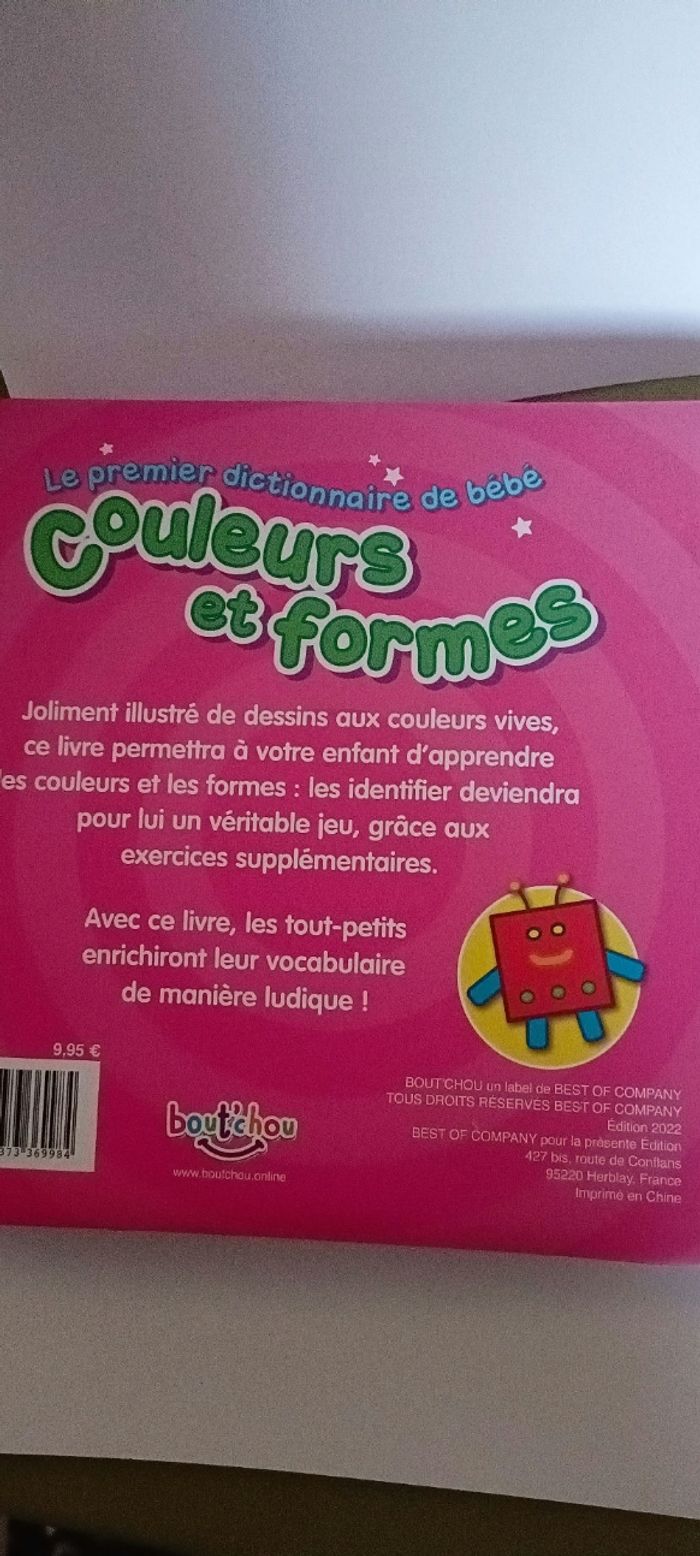 Le premier dictionnaire de bébé
Couleurs
et formes
Joliment illustré de dessins aux couleurs vives,
ce livre permettra à votre enfant d'apprendre
les couleurs et les formes : les identifier deviendra
pour lui un véritable jeu, grâce aux
exercices supplémentaires.
Avec ce livre, les tout-petits
enrichiront leur vocabulaire
de manière ludique !
9,95 €
373 369984
bout'chou
www.boutchou.online
BOUT'CHOU un label de BEST OF COMPANY
TOUS DROITS RÉSERVÉS BEST OF COMPANY
Édition 2022
BEST OF COMPANY pour la présente Édition
427 bis, route de Conflans
95220 Herblay, France
Imprimé en Chine